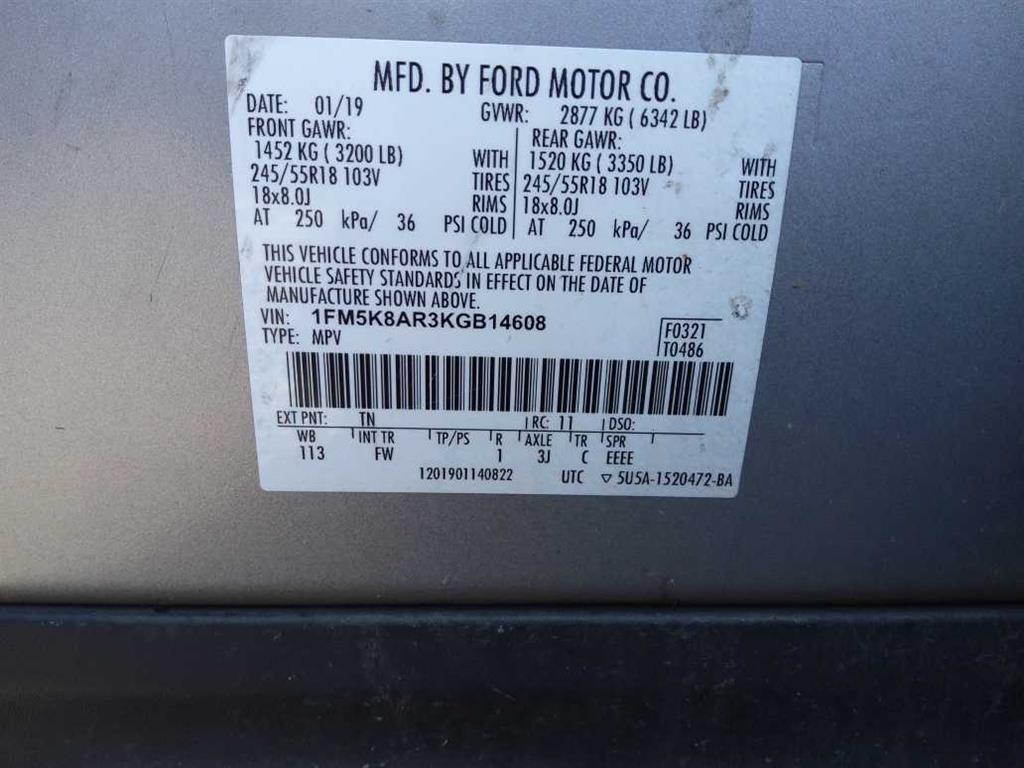 MFD. BY FORD MOTOR CO.
DATE: 01/19 GVWR: 2877 KG ( 6342 LB)
FRONT GAWR: REAR GAWR:
1452 KG ( 3200 LB) WITH 1520 KG ( 3350 LB) WITH
245/55R18 103V TIRES 245/55R18 103V TIRES
18x8.0J RIMS 18x8.0J RIMS
AT 250 kPa/ 36 PSI COLD AT 250 kPa/ 36 PSI COLD
THIS VEHICLE CONFORMS TO ALL APPLICABLE FEDERAL MOTOR
VEHICLE SAFETY STANDARDS IN EFFECT ON THE DATE OF
MANUFACTURE SHOWN ABOVE.
VIN: 1FM5K8AR3KGB14608 F0321
TYPE: MPV T0486
EXT PNT: TN RC: 11 DSO:
WB INT TR TP/PS R AXLE TR SPR
113 FW 1 3J C EEEE
1201901140822 UTC ▽ 5U5A-1520472-BA